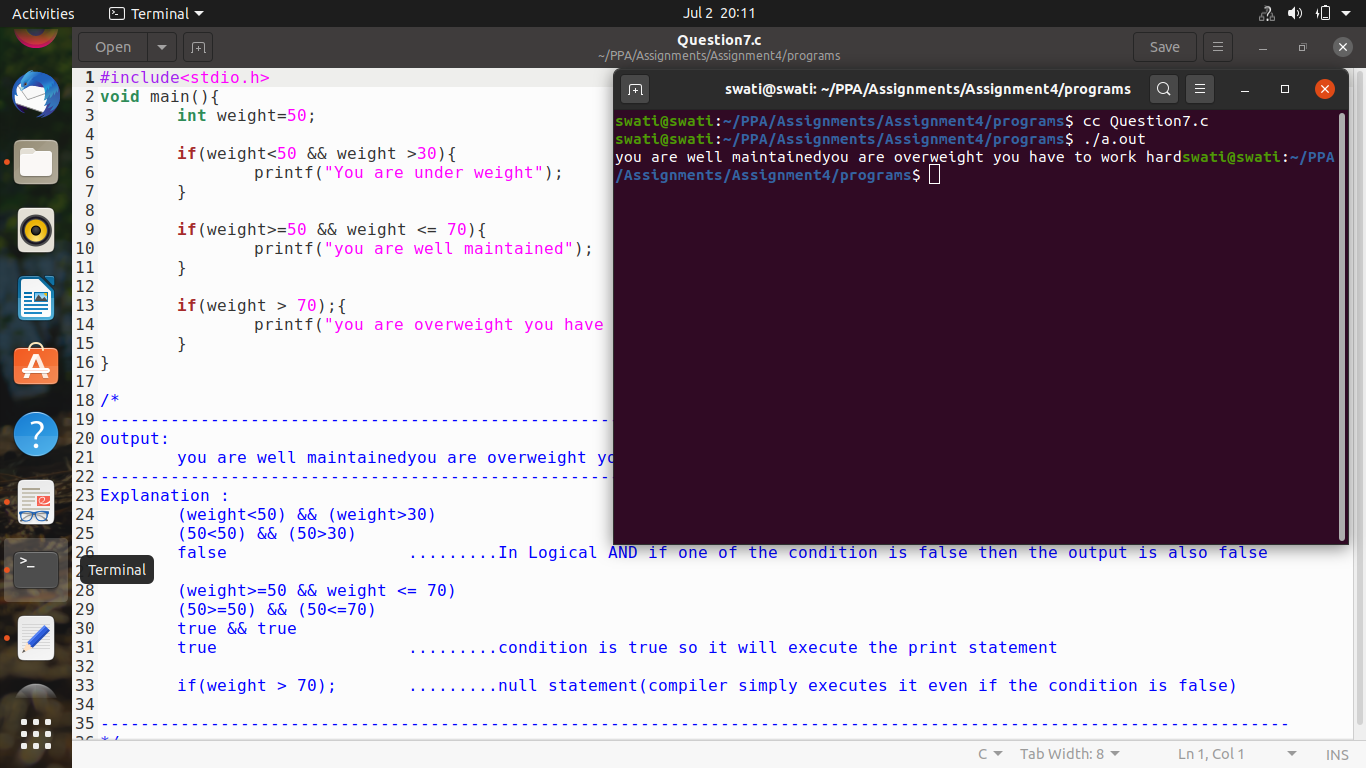 Activities Terminal Jul 2 20:11
Open Question7.c Save
~/PPA/Assignments/Assignment4/programs
1 #include<stdio.h>
2 void main(){
3 int weight=50;
4
5 if(weight<50 && weight >30){
6 printf("You are under weight");
7 }
8
9 if(weight>=50 && weight <= 70){
10 printf("you are well maintained");
11 }
12
13 if(weight > 70);{
14 printf("you are overweight you have
15 }
16 }
17
18 /*
19 ---------------------------------------------------
20 output:
21 you are well maintainedyou are overweight yo
22 ---------------------------------------------------
23 Explanation :
24 (weight<50) && (weight>30)
25 (50<50) && (50>30)
26 false .........In Logical AND if one of the condition is false then the output is also false
28 (weight>=50 && weight <= 70)
29 (50>=50) && (50<=70)
30 true && true
31 true .........condition is true so it will execute the print statement
32
33 if(weight > 70); .........null statement(compiler simply executes it even if the condition is false)
34
35 -----------------------------------------------------------------------------------------------------------------------
36 */
swati@swati: ~/PPA/Assignments/Assignment4/programs
swati@swati:~/PPA/Assignments/Assignment4/programs$ cc Question7.c
swati@swati:~/PPA/Assignments/Assignment4/programs$ ./a.out
you are well maintainedyou are overweight you have to work hardswati@swati:~/PPA
/Assignments/Assignment4/programs$
Terminal
C Tab Width: 8 Ln 1, Col 1 INS